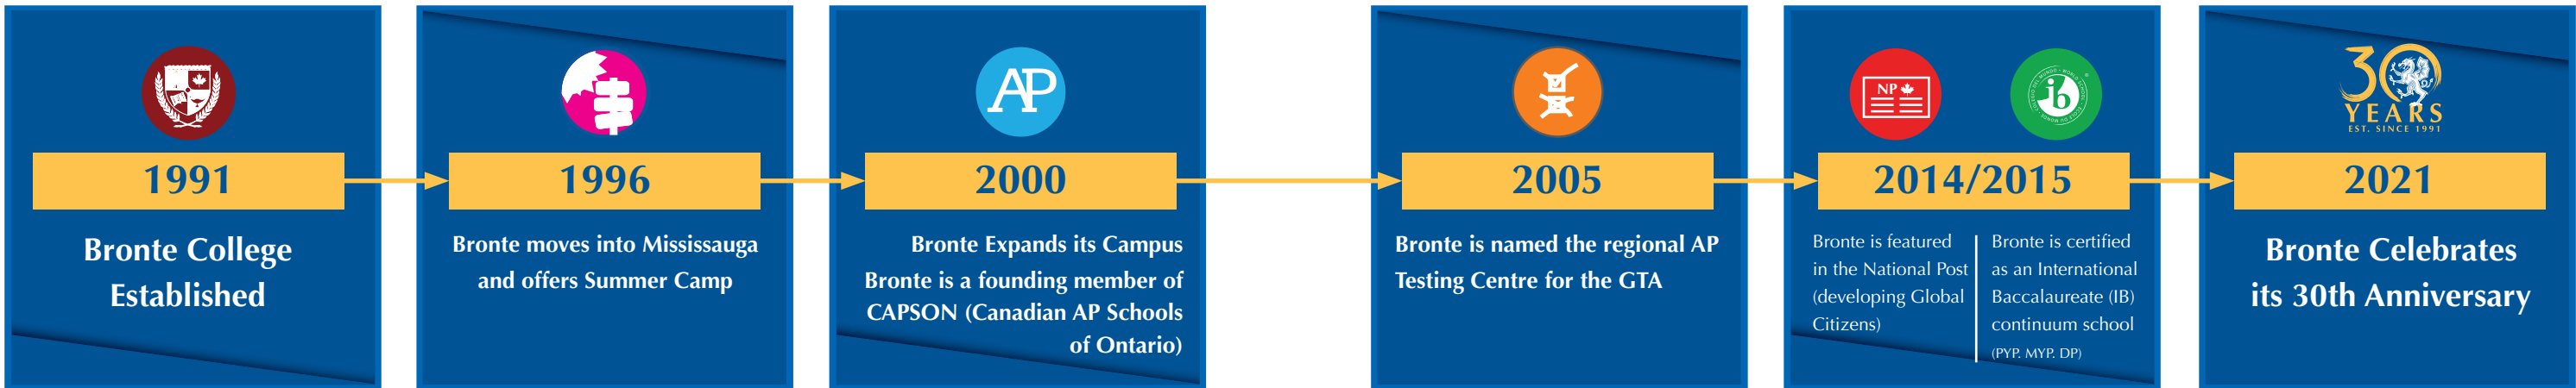 1991
Bronte College
Established
1996
Bronte moves into Mississauga
and offers Summer Camp
AP
2000
Bronte Expands its Campus
Bronte is a founding member of
CAPSON (Canadian AP Schools
of Ontario)
2005
Bronte is named the regional AP
Testing Centre for the GTA
NP
ib
2014/2015
Bronte is featured
in the National Post
(developing Global
Citizens)
Bronte is certified
as an International
Baccalaureate (IB)
continuum school
(PYP. MYP. DP)
30
YEARS
EST. SINCE 1991
2021
Bronte Celebrates
its 30th Anniversary